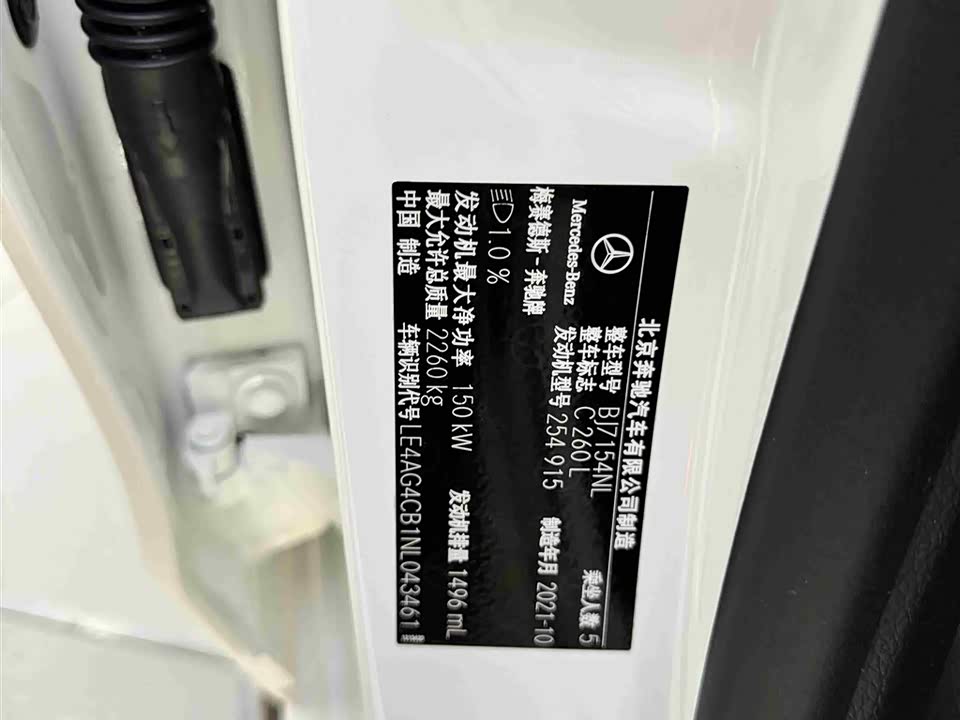 北京奔驰汽车有限公司制造
Mercedes-Benz
梅赛德斯-奔驰牌
整车型号 BJ7154NL
整车标志 C 260 L
乘坐人数 5
发动机型号 254 915
制造年月 2021-10
1.0 %
发动机最大净功率 150 kW
发动机排量 1496 mL
最大允许总质量 2260 kg
中国 制造
车辆识别代号 LE4AG4CB1NL043461